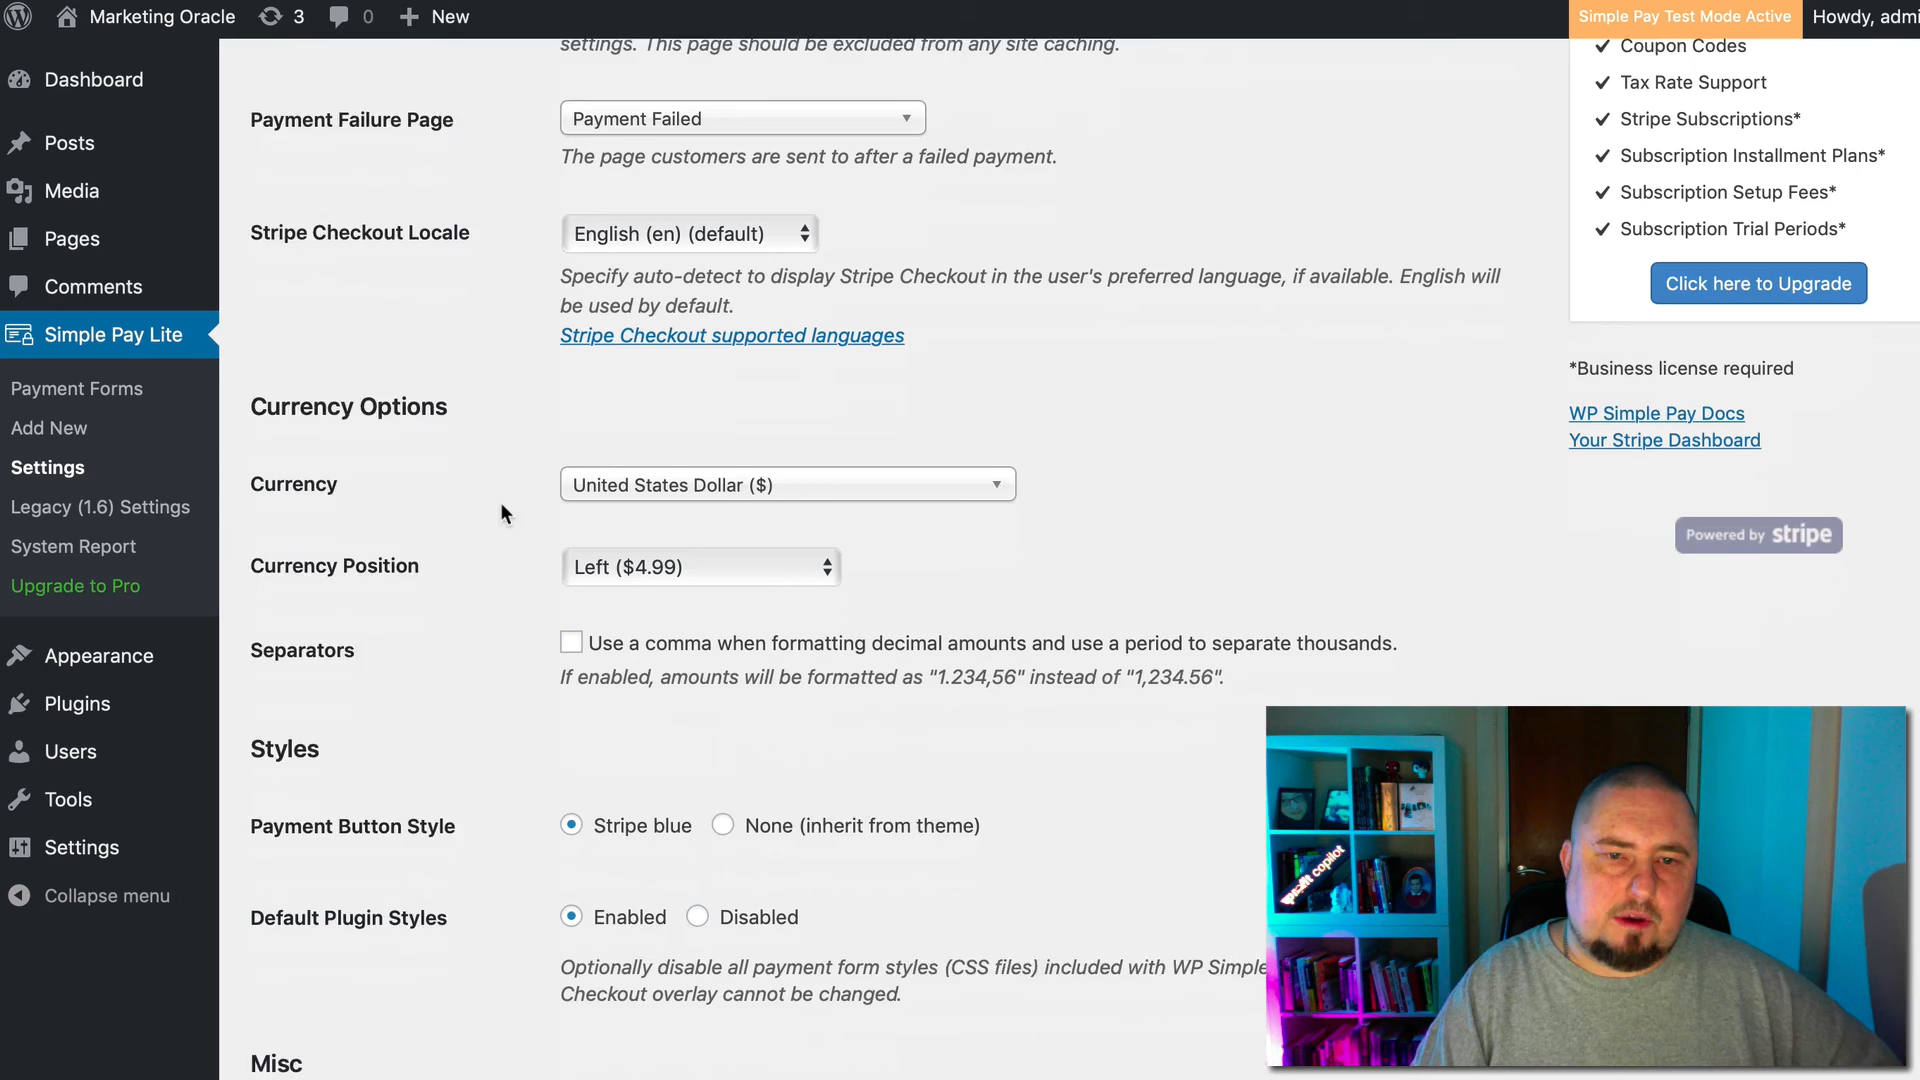 Marketing Oracle
3
0
New
Simple Pay Test Mode Active
Howdy, admi
settings. This page should be excluded from any site caching.
Dashboard
Posts
Media
Pages
Comments
Simple Pay Lite
Payment Forms
Add New
Settings
Legacy (1.6) Settings
System Report
Upgrade to Pro
Appearance
Plugins
Users
Tools
Settings
Collapse menu
Payment Failure Page
Payment Failed
The page customers are sent to after a failed payment.
Stripe Checkout Locale
English (en) (default)
Specify auto-detect to display Stripe Checkout in the user's preferred language, if available. English will
be used by default.
Stripe Checkout supported languages
Currency Options
Currency
United States Dollar ($)
Currency Position
Left ($4.99)
Separators
Use a comma when formatting decimal amounts and use a period to separate thousands.
If enabled, amounts will be formatted as "1.234,56" instead of "1,234.56".
Styles
Payment Button Style
Stripe blue
None (inherit from theme)
Default Plugin Styles
Enabled
Disabled
Optionally disable all payment form styles (CSS files) included with WP Simple
Checkout overlay cannot be changed.
Misc
Coupon Codes
Tax Rate Support
Stripe Subscriptions*
Subscription Installment Plans*
Subscription Setup Fees*
Subscription Trial Periods*
Click here to Upgrade
*Business license required
WP Simple Pay Docs
Your Stripe Dashboard
Powered by stripe
copilot